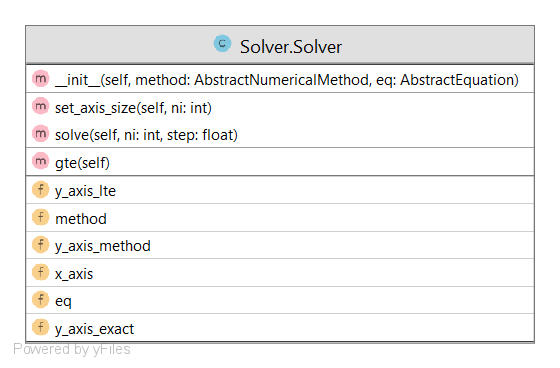 C Solver.Solver
m __init__(self, method: AbstractNumericalMethod, eq: AbstractEquation)
m set_axis_size(self, ni: int)
m solve(self, ni: int, step: float)
m gte(self)
f y_axis_lte
f method
f y_axis_method
f x_axis
f eq
f y_axis_exact
Powered by yFiles